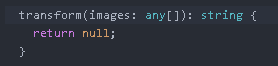 transform(images: any[]): string {
  return null;
}